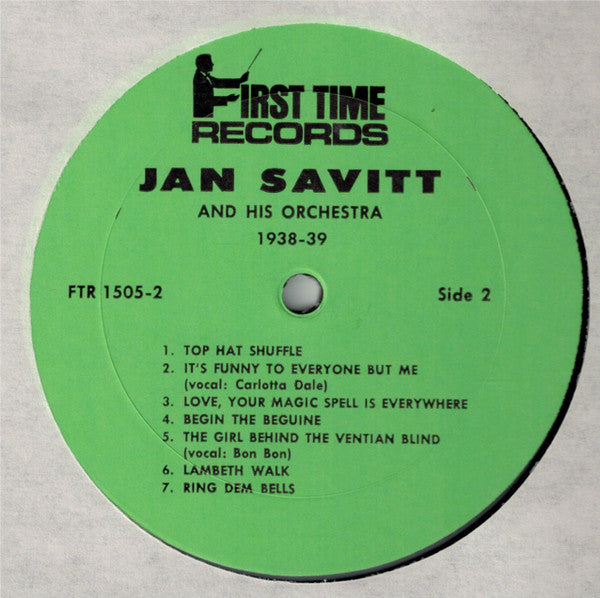 FIRST TIME
RECORDS
JAN SAVITT
AND HIS ORCHESTRA
1938-39
FTR 1505-2
Side 2
1. TOP HAT SHUFFLE
2. IT'S FUNNY TO EVERYONE BUT ME
(vocal: Carlotta Dale)
3. LOVE, YOUR MAGIC SPELL IS EVERYWHERE
4. BEGIN THE BEGUINE
5. THE GIRL BEHIND THE VENTIAN BLIND
(vocal: Bon Bon)
6. LAMBETH WALK
7. RING DEM BELLS